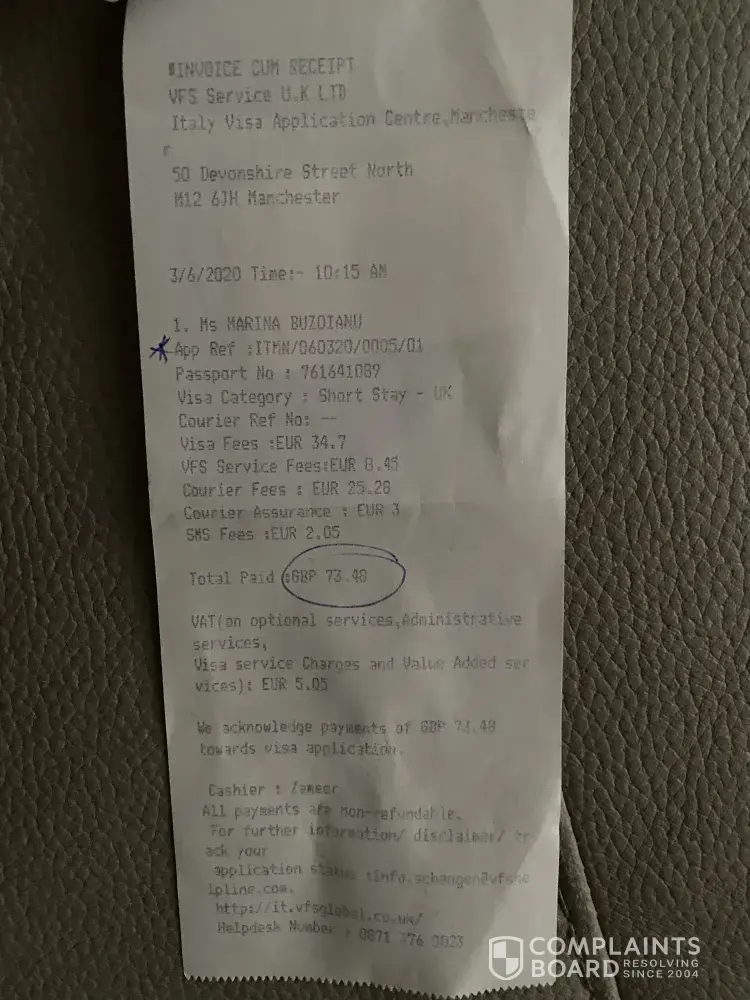 *INVOICE CUM RECEIPT
VFS Service U.K LTD
Italy Visa Application Centre,Mancheste
r
50 Devonshire Street North
M12 6JH Manchester
3/6/2020 Time:- 10:15 AM
1. Ms MARINA BUZOIANU
App Ref :ITMN/060320/0005/01
Passport No : 761641089
Visa Category : Short Stay - UK
Courier Ref No: --
Visa Fees :EUR 34.7
VFS Service Fees:EUR 8.45
Courier Fees : EUR 25.28
Courier Assurance : EUR 3
SMS Fees :EUR 2.05
Total Paid :GBP 73.48
VAT(on optional services,Administrative
services,
Visa service Charges and Value Added ser
vices): EUR 5.05
We acknowledge payments of GBP 73.48
towards visa application.
Cashier : Zameer
All payments are non-refundable.
For further information/ disclaimer/ tr
ack your
application status :info.schengen@vfshe
lpline.com.
http://it.vfsglobal.co.uk/
Helpdesk Number : 0871 376 0023
COMPLAINTS
BOARD RESOLVING
SINCE 2004